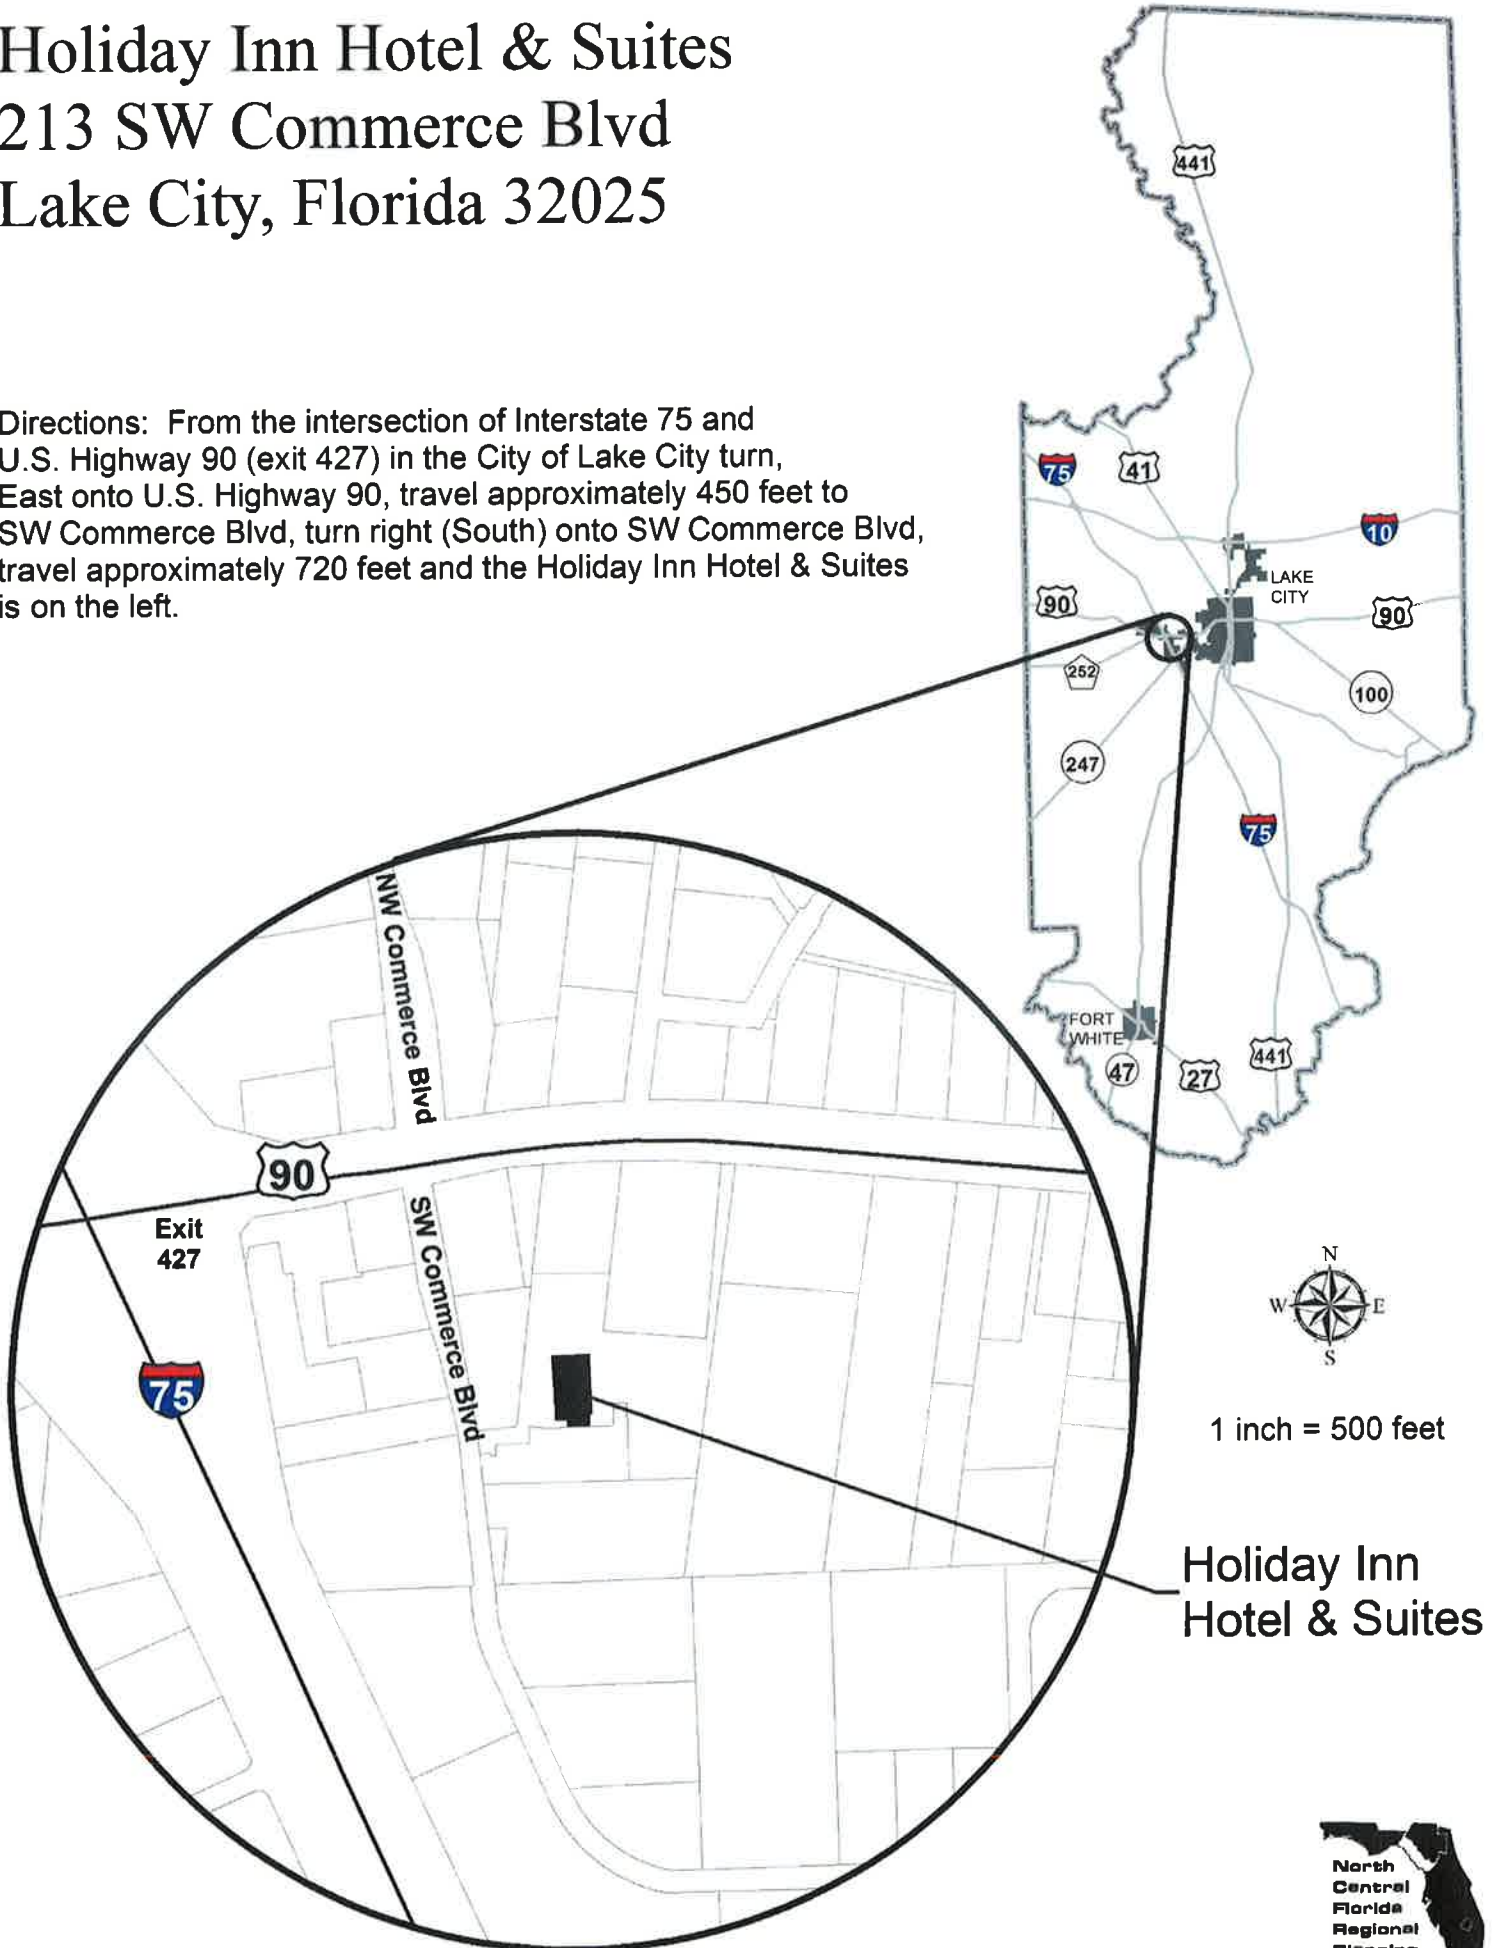 Holiday Inn Hotel & Suites
213 SW Commerce Blvd
Lake City, Florida 32025
Directions: From the intersection of Interstate 75 and
U.S. Highway 90 (exit 427) in the City of Lake City turn,
East onto U.S. Highway 90, travel approximately 450 feet to
SW Commerce Blvd, turn right (South) onto SW Commerce Blvd,
travel approximately 720 feet and the Holiday Inn Hotel & Suites
is on the left.
441
75
41
10
LAKE
CITY
90
90
252
100
247
75
FORT
WHITE
47
27
441
NW Commerce Blvd
90
Exit
427
SW Commerce Blvd
75
N
W
E
S
1 inch = 500 feet
Holiday Inn
Hotel & Suites
North
Central
Florida
Regional
Planning